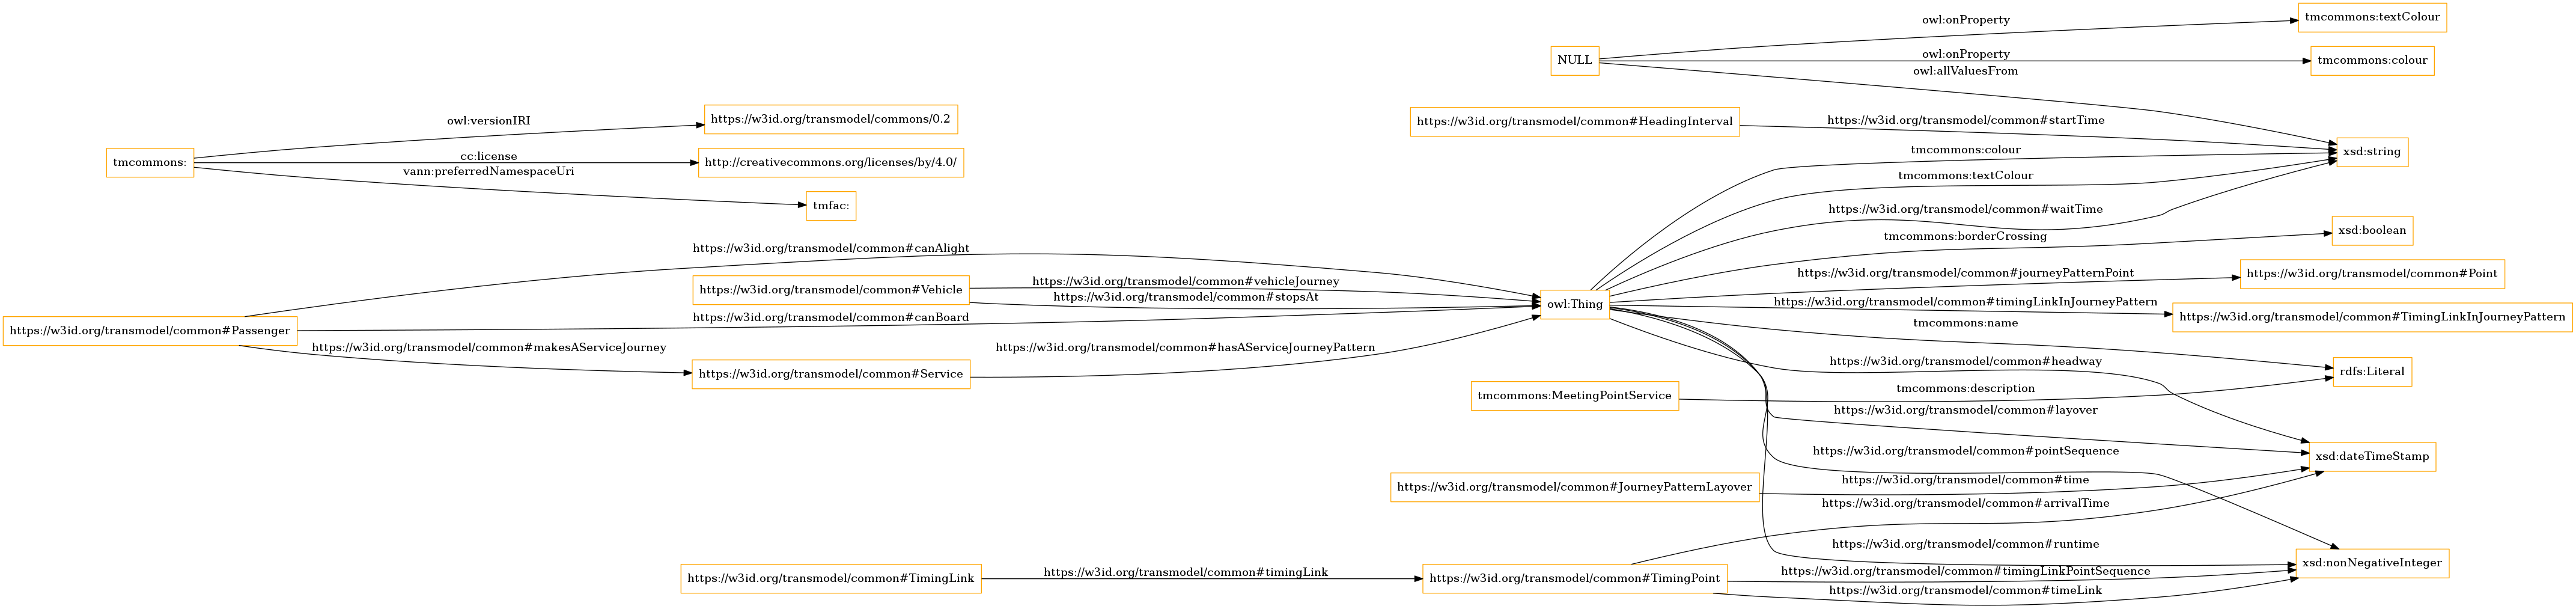 owl:onProperty
tmcommons:textColour
NULL
owl:onProperty
tmcommons:colour
owl:allValuesFrom
https://w3id.org/transmodel/commons/0.2
owl:versionIRI
https://w3id.org/transmodel/common#HeadingInterval
https://w3id.org/transmodel/common#startTime
tmcommons:
cc:license
http://creativecommons.org/licenses/by/4.0/
tmcommons:colour
xsd:string
vann:preferredNamespaceUri
tmcommons:textColour
tmfac:
https://w3id.org/transmodel/common#waitTime
xsd:boolean
tmcommons:borderCrossing
https://w3id.org/transmodel/common#canAlight
https://w3id.org/transmodel/common#journeyPatternPoint
https://w3id.org/transmodel/common#Point
https://w3id.org/transmodel/common#Vehicle
https://w3id.org/transmodel/common#vehicleJourney
https://w3id.org/transmodel/common#stopsAt
owl:Thing
https://w3id.org/transmodel/common#timingLinkInJourneyPattern
https://w3id.org/transmodel/common#TimingLinkInJourneyPattern
https://w3id.org/transmodel/common#Passenger
https://w3id.org/transmodel/common#canBoard
tmcommons:name
https://w3id.org/transmodel/common#makesAServiceJourney
https://w3id.org/transmodel/common#hasAServiceJourneyPattern
https://w3id.org/transmodel/common#headway
https://w3id.org/transmodel/common#Service
rdfs:Literal
tmcommons:MeetingPointService
tmcommons:description
https://w3id.org/transmodel/common#layover
https://w3id.org/transmodel/common#pointSequence
xsd:dateTimeStamp
https://w3id.org/transmodel/common#JourneyPatternLayover
https://w3id.org/transmodel/common#time
https://w3id.org/transmodel/common#arrivalTime
https://w3id.org/transmodel/common#runtime
xsd:nonNegativeInteger
https://w3id.org/transmodel/common#TimingLink
https://w3id.org/transmodel/common#timingLink
https://w3id.org/transmodel/common#TimingPoint
https://w3id.org/transmodel/common#timingLinkPointSequence
https://w3id.org/transmodel/common#timeLink